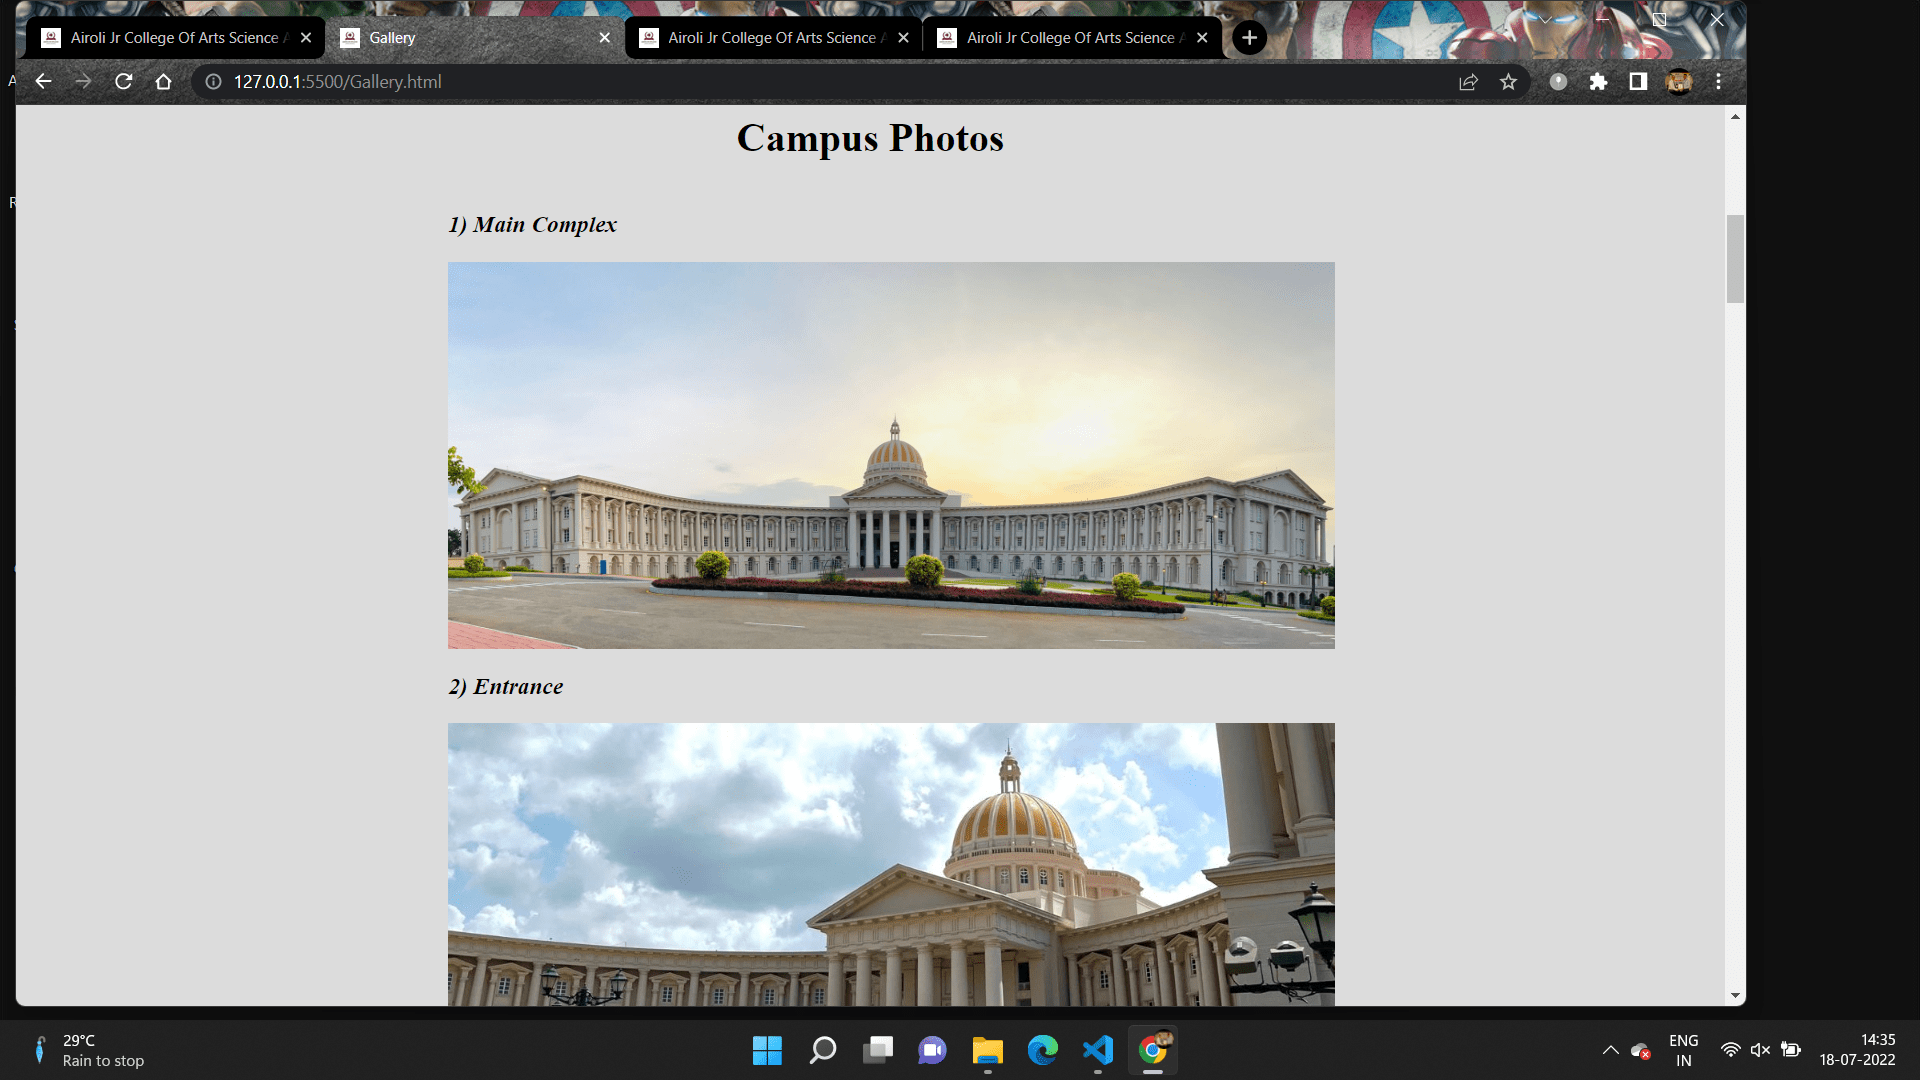 Airoli Jr College Of Arts Science A
Gallery
Airoli Jr College Of Arts Science A
Airoli Jr College Of Arts Science A
127.0.0.1:5500/Gallery.html
A
R
Campus Photos
1) Main Complex
2) Entrance
29°C
Rain to stop
ENG
IN
14:35
18-07-2022